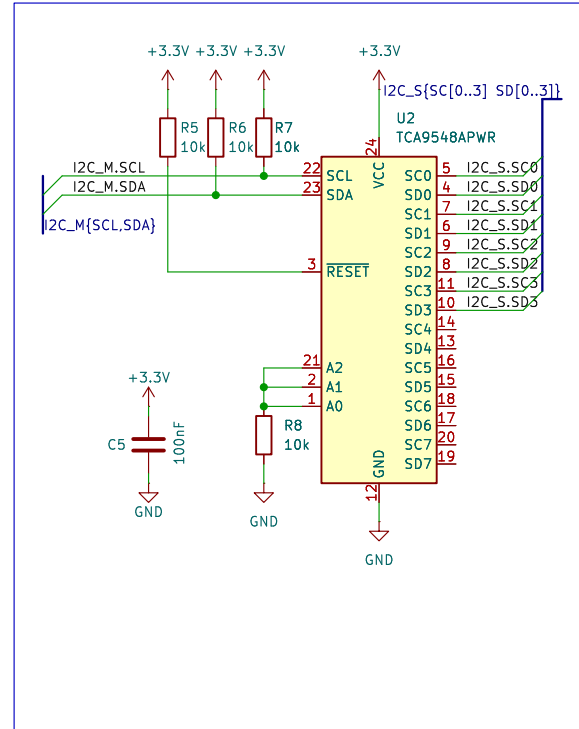 +3.3V +3.3V +3.3V +3.3V
I2C_S{SC[0..3] SD[0..3]}
R5 10k
R6 10k
R7 10k
U2
TCA9548APWR
24 VCC
I2C_M.SCL 22 SCL
I2C_M.SDA 23 SDA
I2C_M{SCL,SDA}
3 RESET
21 A2
2 A1
1 A0
SC0 5 I2C_S.SC0
SD0 4 I2C_S.SD0
SC1 7 I2C_S.SC1
SD1 6 I2C_S.SD1
SC2 9 I2C_S.SC2
SD2 8 I2C_S.SD2
SC3 11 I2C_S.SC3
SD3 10 I2C_S.SD3
SC4 14
SD4 13
SC5 16
SD5 15
SC6 18
SD6 17
SC7 20
SD7 19
+3.3V
C5 100nF
GND
R8
10k
GND
GND 12
GND